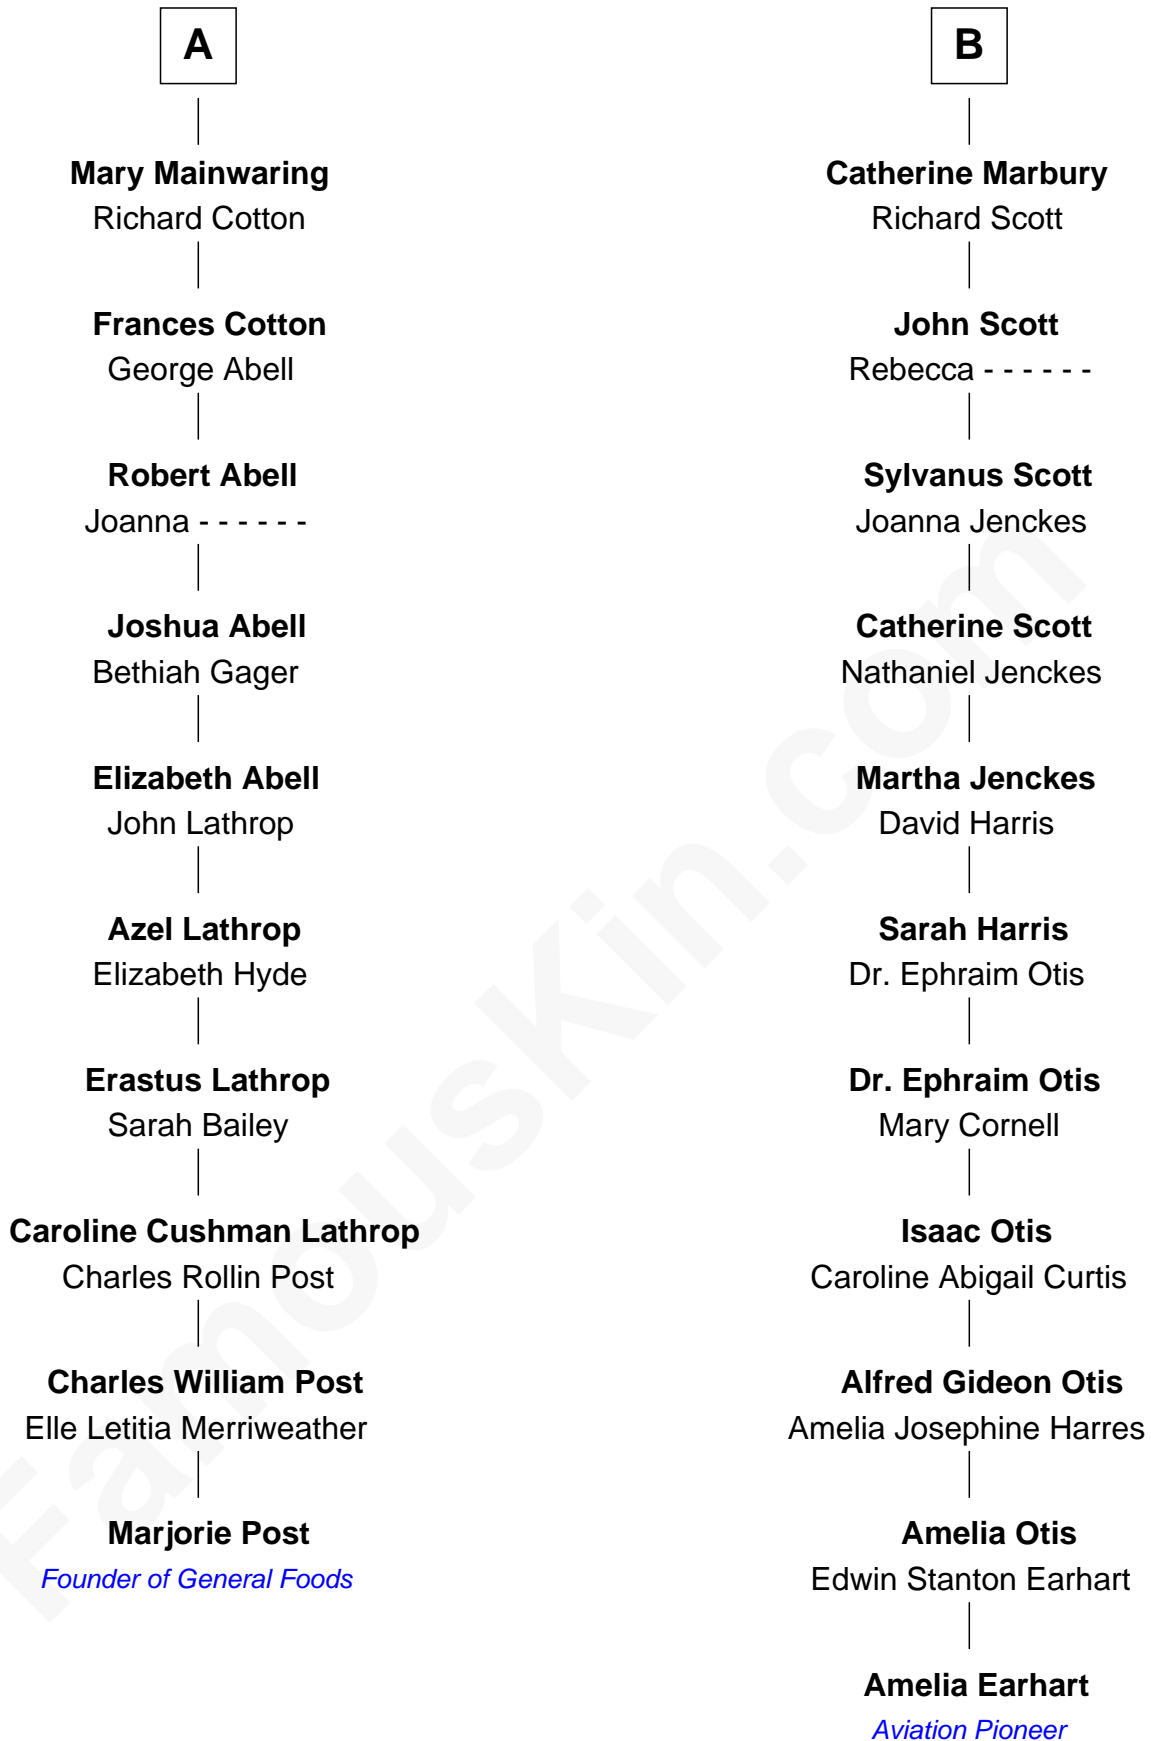 A
Mary Mainwaring
Richard Cotton
Frances Cotton
George Abell
Robert Abell
Joanna - - - - - -
Joshua Abell
Bethiah Gager
Elizabeth Abell
John Lathrop
Azel Lathrop
Elizabeth Hyde
Erastus Lathrop
Sarah Bailey
Caroline Cushman Lathrop
Charles Rollin Post
Charles William Post
Elle Letitia Merriweather
Marjorie Post
Founder of General Foods
B
Catherine Marbury
Richard Scott
John Scott
Rebecca - - - - - -
Sylvanus Scott
Joanna Jenckes
Catherine Scott
Nathaniel Jenckes
Martha Jenckes
David Harris
Sarah Harris
Dr. Ephraim Otis
Dr. Ephraim Otis
Mary Cornell
Isaac Otis
Caroline Abigail Curtis
Alfred Gideon Otis
Amelia Josephine Harres
Amelia Otis
Edwin Stanton Earhart
Amelia Earhart
Aviation Pioneer
FamousKin.com